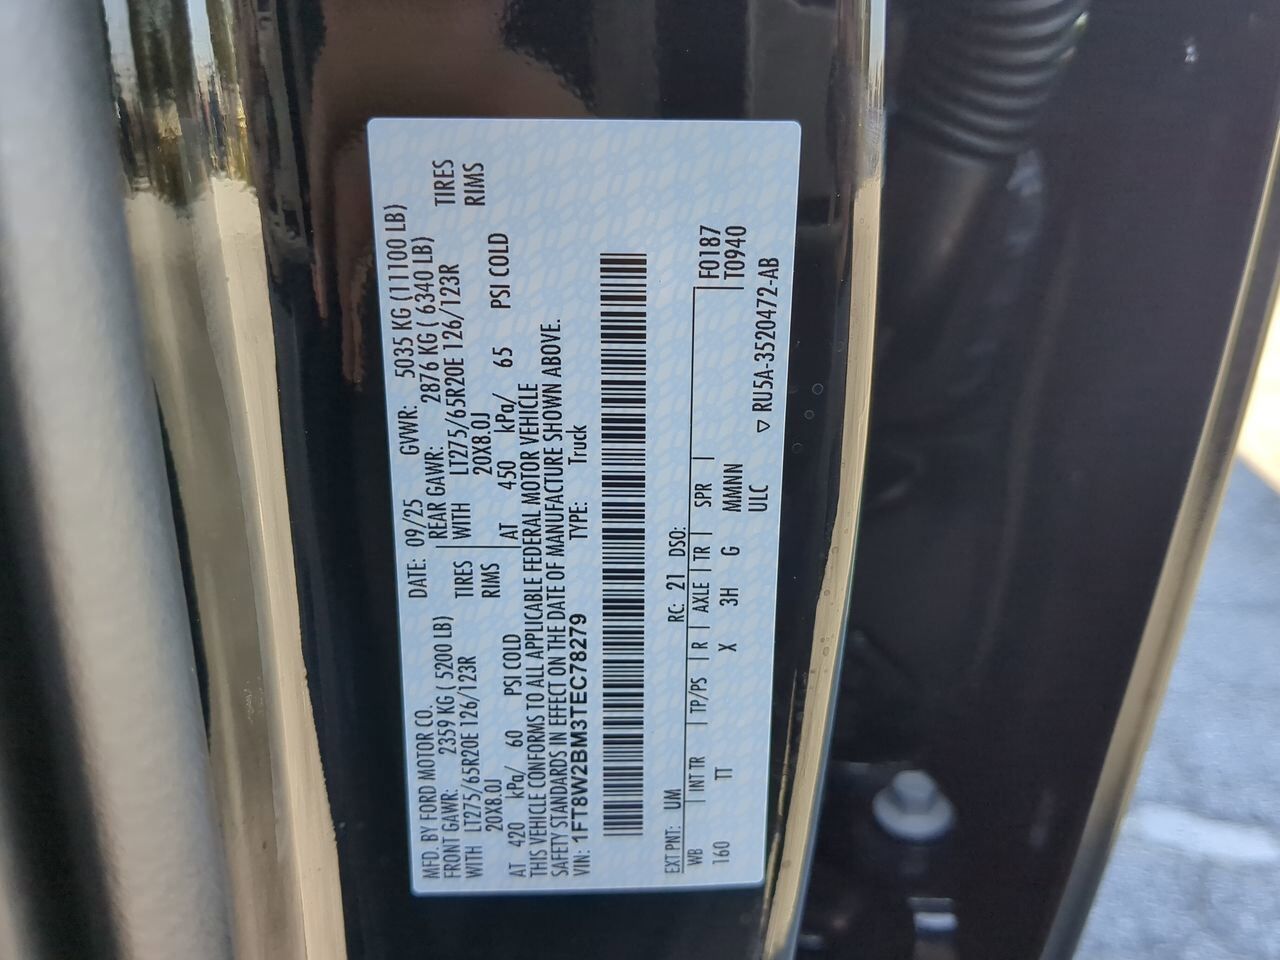 MFD. BY FORD MOTOR CO.
DATE: 09/25 GVWR: 5035 KG (11100 LB)
FRONT GAWR: 2359 KG ( 5200 LB) REAR GAWR: 2876 KG ( 6340 LB)
WITH LT275/65R20E 126/123R TIRES WITH LT275/65R20E 126/123R TIRES
20X8.0J RIMS 20X8.0J RIMS
AT 420 kPa/ 60 PSI COLD AT 450 kPa/ 65 PSI COLD
THIS VEHICLE CONFORMS TO ALL APPLICABLE FEDERAL MOTOR VEHICLE
SAFETY STANDARDS IN EFFECT ON THE DATE OF MANUFACTURE SHOWN ABOVE.
VIN: 1FT8W2BM3TEC78279 TYPE: Truck
EXT PNT: UM RC: 21 DSO:
WB INT TR TP/PS R AXLE TR SPR F0187
160 TT X 3H G MMMNN T0940
ULC
▽ RU5A-3520472-AB